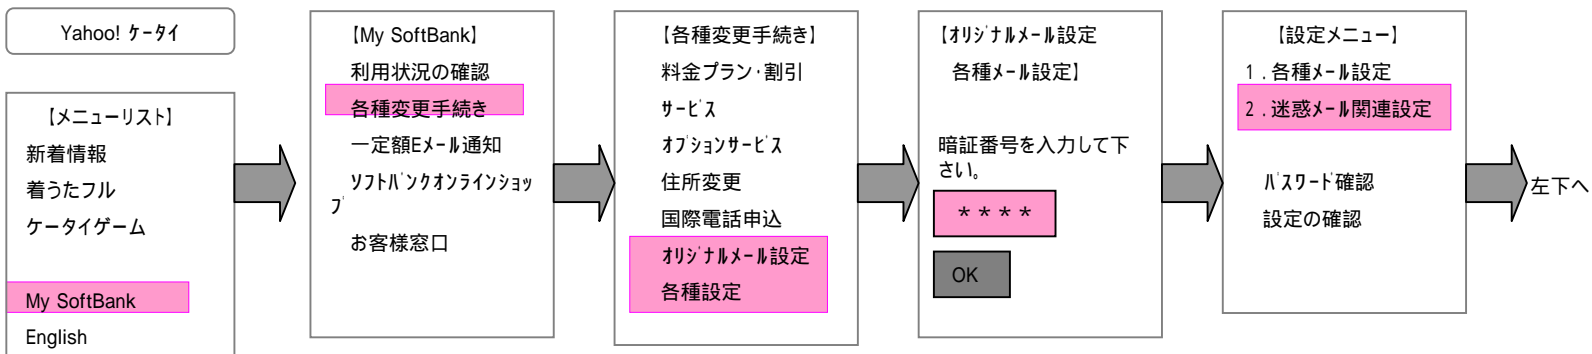 Yahoo! ｹｰﾀｲ
【メニューリスト】
新着情報
着うたフル
ケータイゲーム
My SoftBank
English
【My SoftBank】
利用状況の確認
各種変更手続き
一定額Eﾒｰﾙ通知
ｿﾌﾄﾊﾞﾝｸｵﾝﾗｲﾝｼｮｯ
ﾌﾟ
お客様窓口
【各種変更手続き】
料金プラン･割引
ｻｰﾋﾞｽ
ｵﾌﾟｼｮﾝｻｰﾋﾞｽ
住所変更
国際電話申込
ｵﾘｼﾞﾅﾙﾒｰﾙ設定
各種設定
【ｵﾘｼﾞﾅﾙメール設定
各種メール設定】
暗証番号を入力して下
さい。
＊＊＊＊
OK
【設定メニュー】
１．各種ﾒｰﾙ設定
２．迷惑ﾒｰﾙ関連設定
ﾊﾟｽﾜｰﾄﾞ確認
設定の確認
左下へ